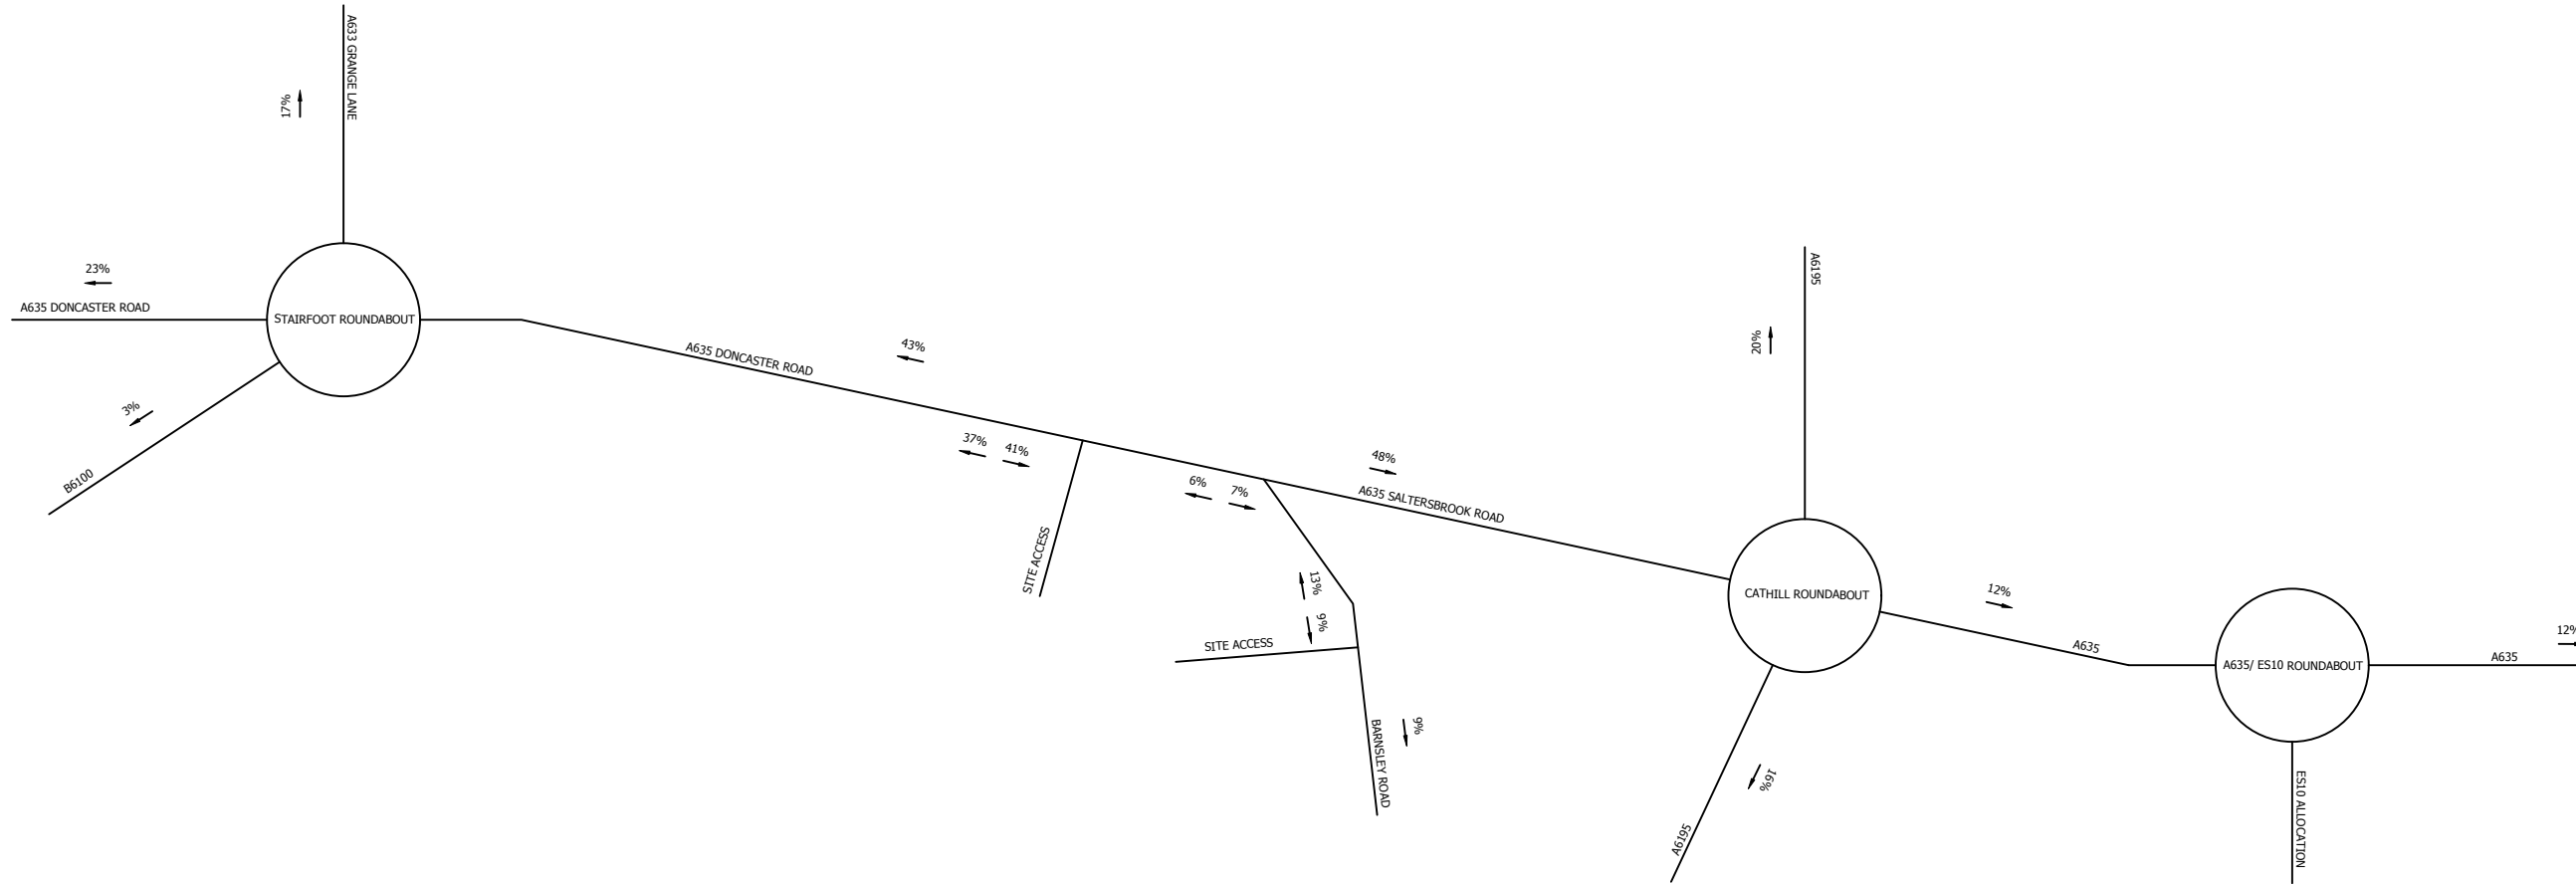 A633 GRANGE LANE
17%
23%
A635 DONCASTER ROAD
STAIRFOOT ROUNDABOUT
3%
B6100
43%
A635 DONCASTER ROAD
37%
41%
SITE ACCESS
6%
7%
48%
A635 SALTERSBROOK ROAD
13%
9%
SITE ACCESS
9%
BARNSLEY ROAD
A6195
20%
CATHILL ROUNDABOUT
16%
A6195
12%
A635
A635/ ES10 ROUNDABOUT
12%
A635
ES10 ALLOCATION